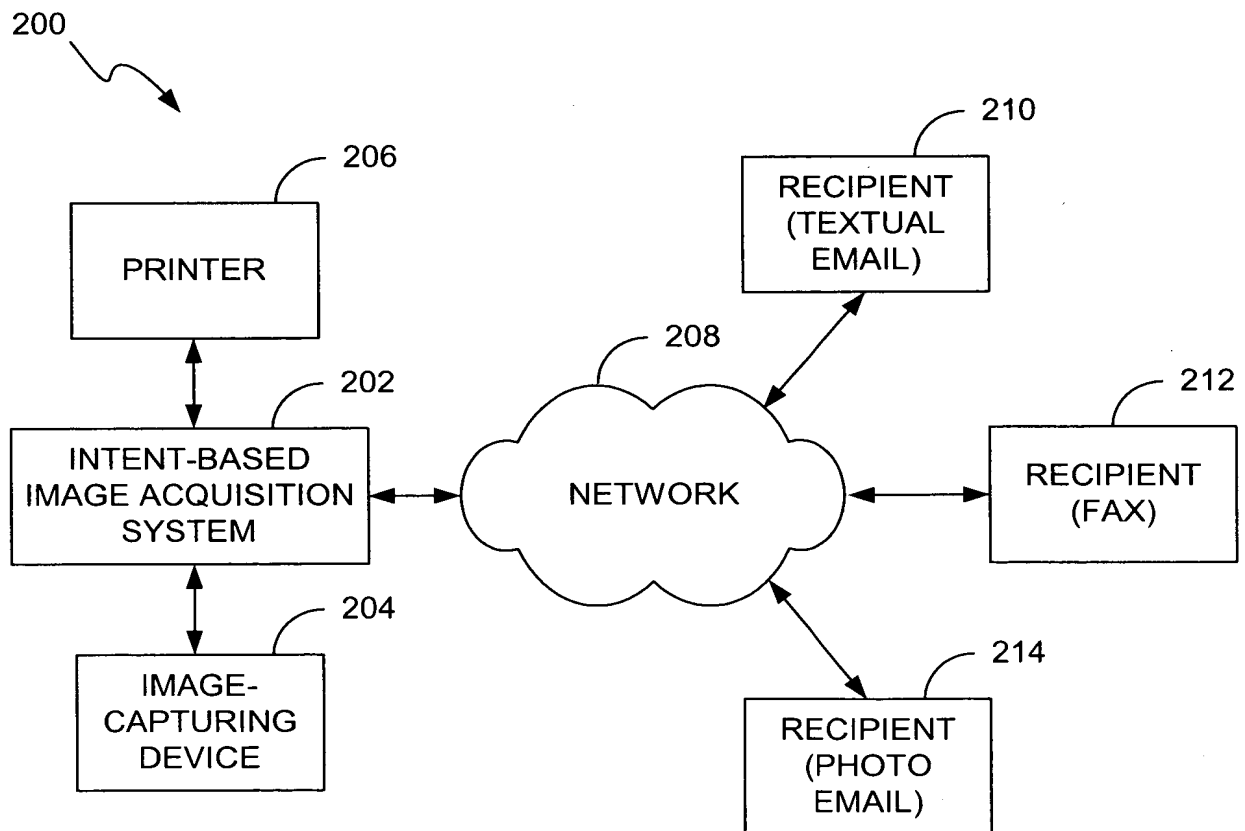 200
206
PRINTER
202
INTENT-BASED
IMAGE ACQUISITION
SYSTEM
204
IMAGE-
CAPTURING
DEVICE
208
NETWORK
210
RECIPIENT
(TEXTUAL
EMAIL)
212
RECIPIENT
(FAX)
214
RECIPIENT
(PHOTO
EMAIL)